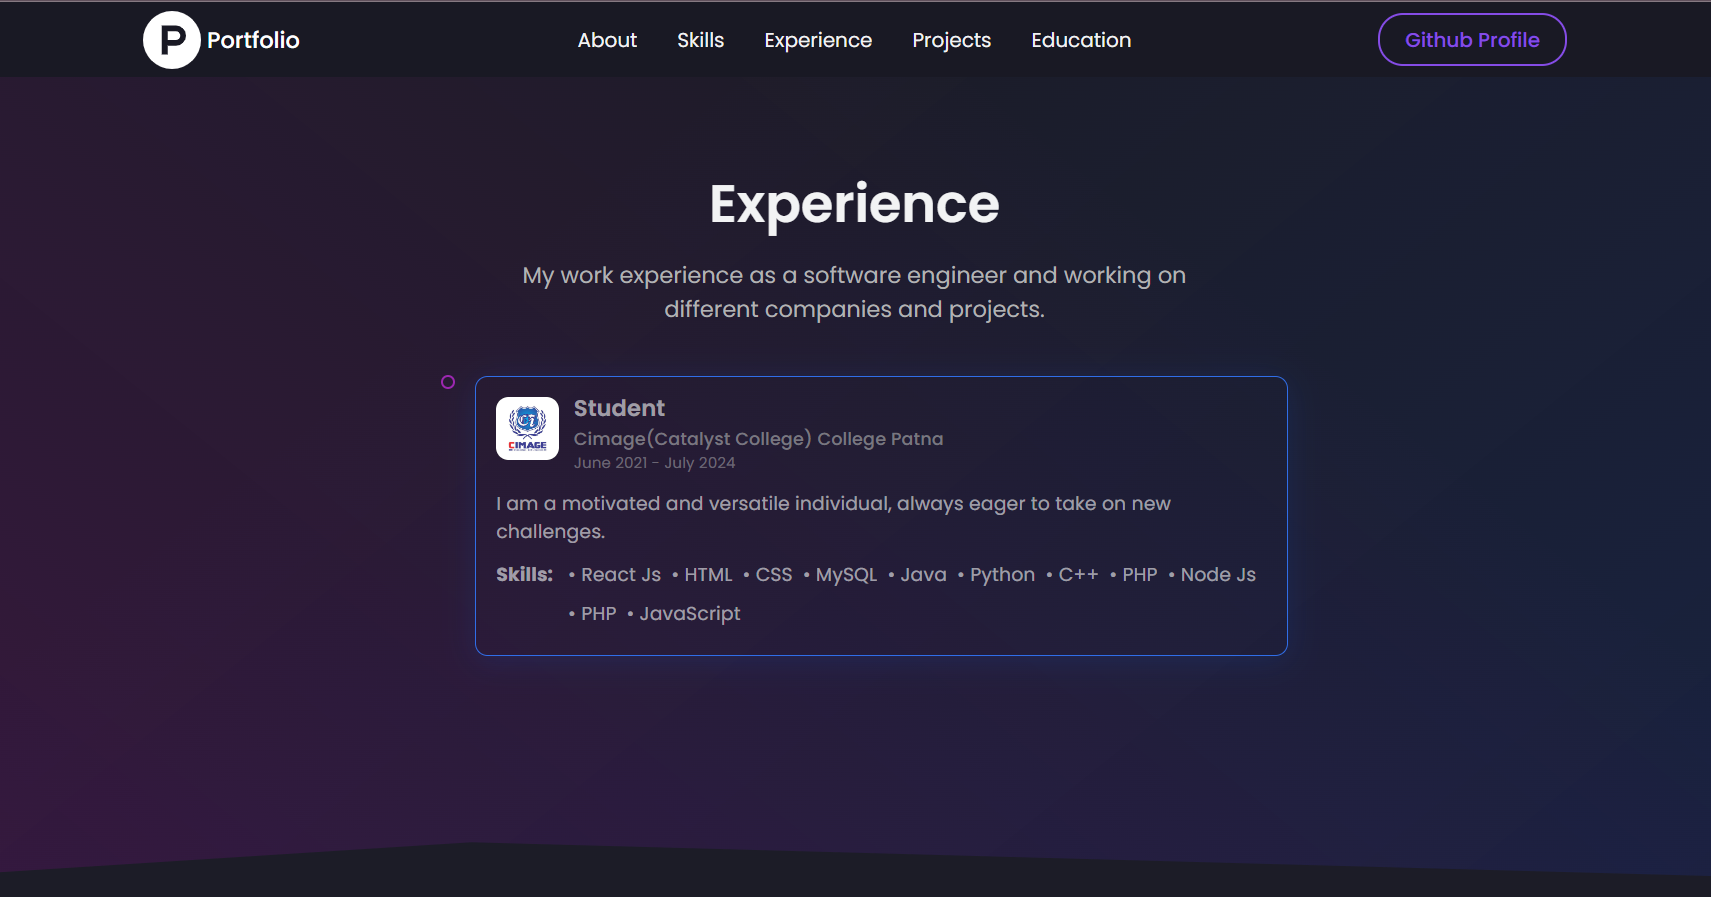 P Portfolio
About Skills Experience Projects Education
Github Profile
Experience
My work experience as a software engineer and working on
different companies and projects.
CIMAGE
Student
Cimage(Catalyst College) College Patna
June 2021 - July 2024
I am a motivated and versatile individual, always eager to take on new
challenges.
Skills: • React Js • HTML • CSS • MySQL • Java • Python • C++ • PHP • Node Js
• PHP • JavaScript